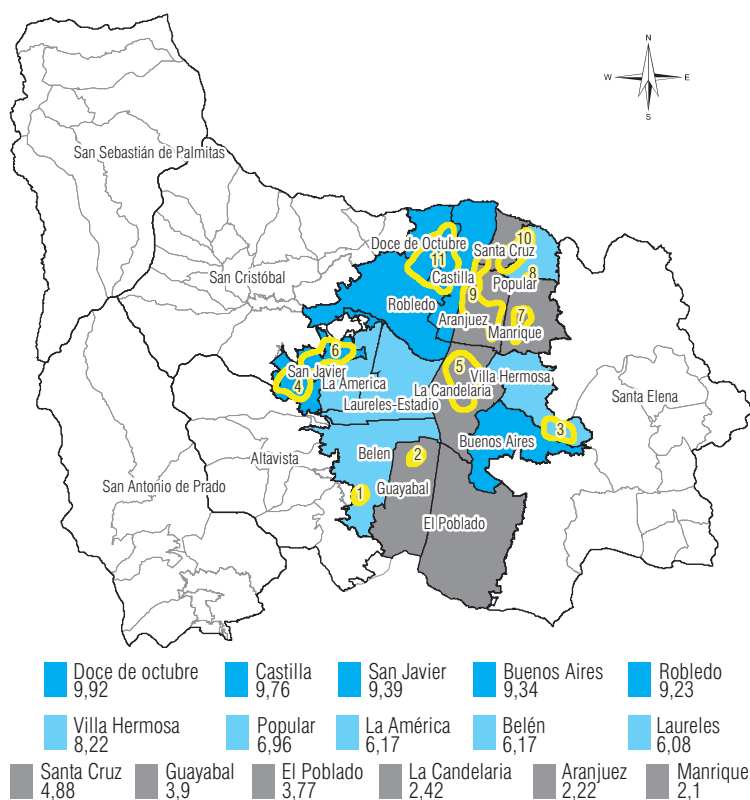 N
W E
S
San Sebastián de Palmitas
Doce de Octubre
Santa Cruz
10
11
San Cristóbal
Castilla
8
Popular
9
Robledo
7
Aranjuez
Manrique
6
5
San Javier
4
La America
Villa Hermosa
La Candelaria
Laureles-Estadio
Santa Elena
3
Buenos Aires
Belen
2
Altavista
San Antonio de Prado
1
Guayabal
El Poblado
Doce de octubre Castilla San Javier Buenos Aires Robledo
9,92 9,76 9,39 9,34 9,23
Villa Hermosa Popular La América Belén Laureles
8,22 6,96 6,17 6,17 6,08
Santa Cruz Guayabal El Poblado La Candelaria Aranjuez Manrique
4,88 3,9 3,77 2,42 2,22 2,1